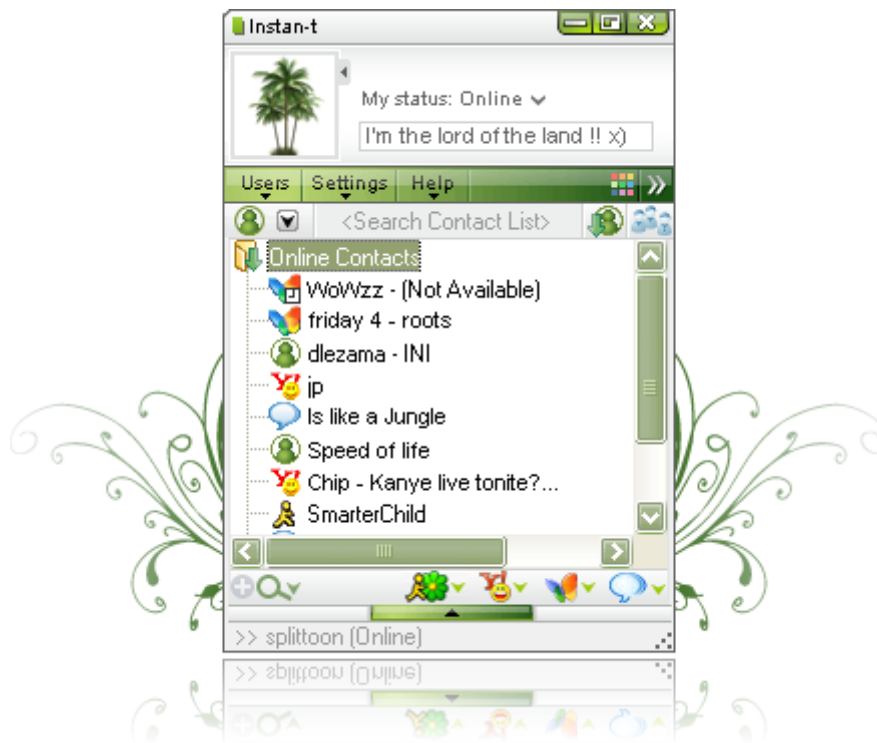 Instan-t
My status: Online
I'm the lord of the land !! x)
Users Settings Help
<Search Contact List>
Online Contacts
WoWzz - (Not Available)
friday 4 - roots
dlezama - INI
jp
Is like a Jungle
Speed of life
Chip - Kanye live tonite?...
SmarterChild
>> splittoon (Online)
>> splittoon (Online)